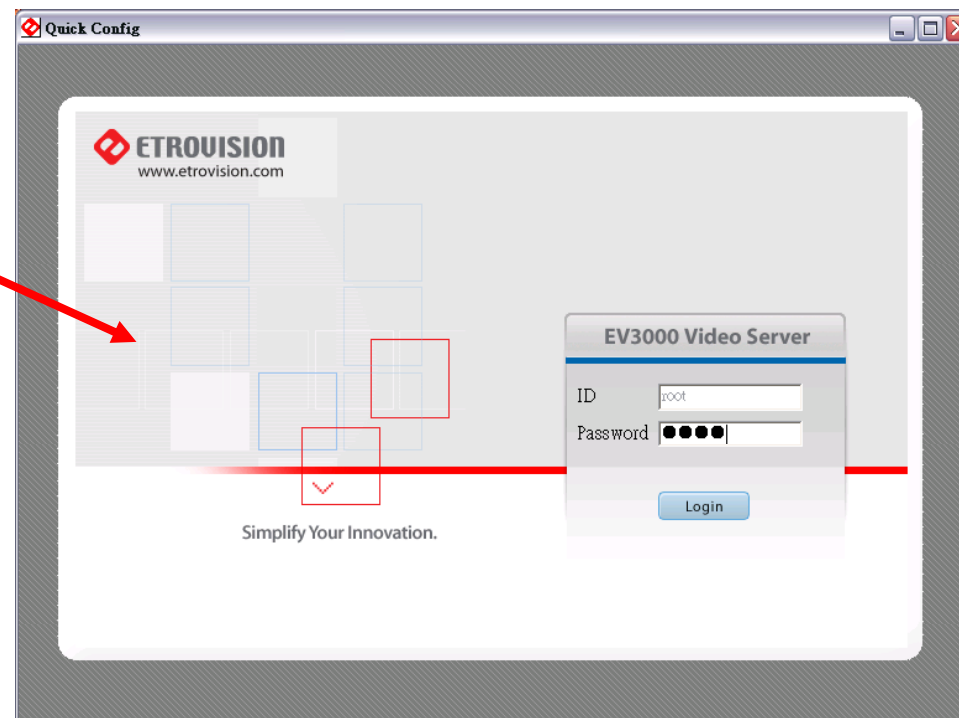 Quick Config
ETROVISION
www.etrovision.com
EV3000 Video Server
ID root
Password ●●●●
Login
Simplify Your Innovation.